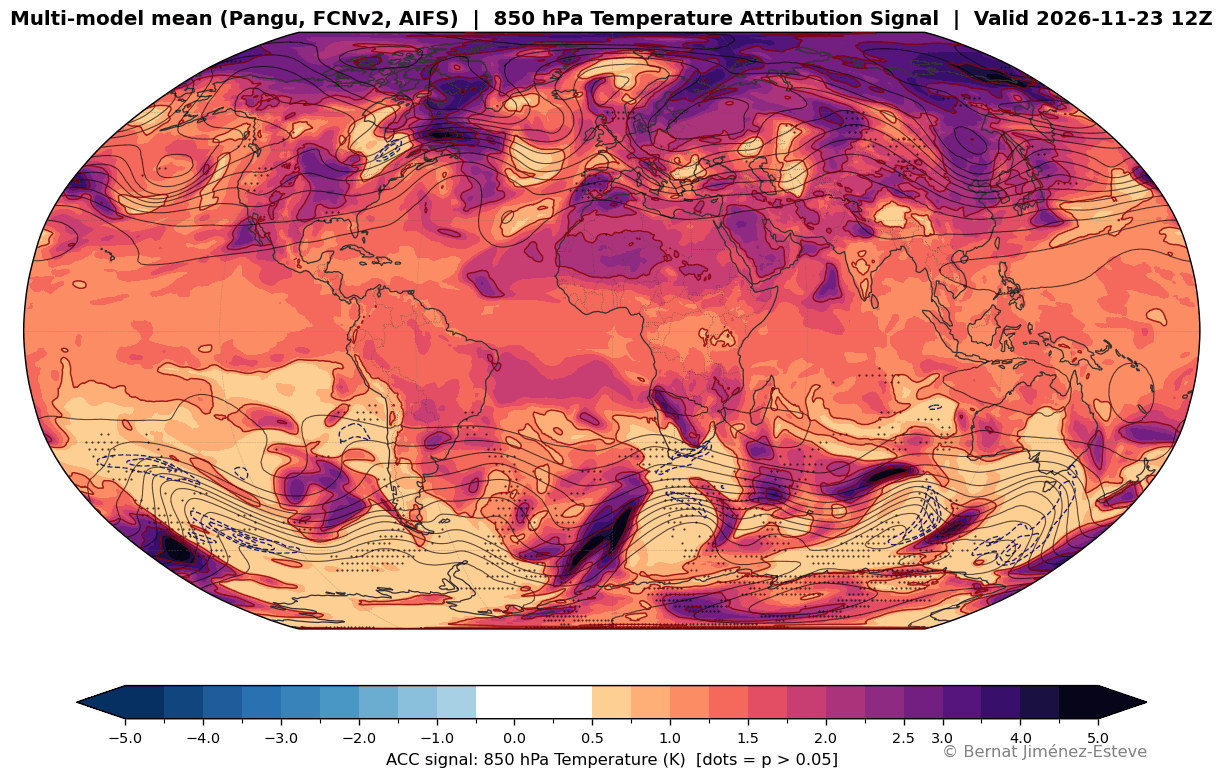 Multi-model mean (Pangu, FCNv2, AIFS)  |  850 hPa Temperature Attribution Signal  |  Valid 2026-11-23 12Z
−5.0 −4.0 −3.0 −2.0 −1.0 0.0 0.5 1.0 1.5 2.0 2.5 3.0 4.0 5.0
© Bernat Jiménez-Esteve
ACC signal: 850 hPa Temperature (K)  [dots = p > 0.05]